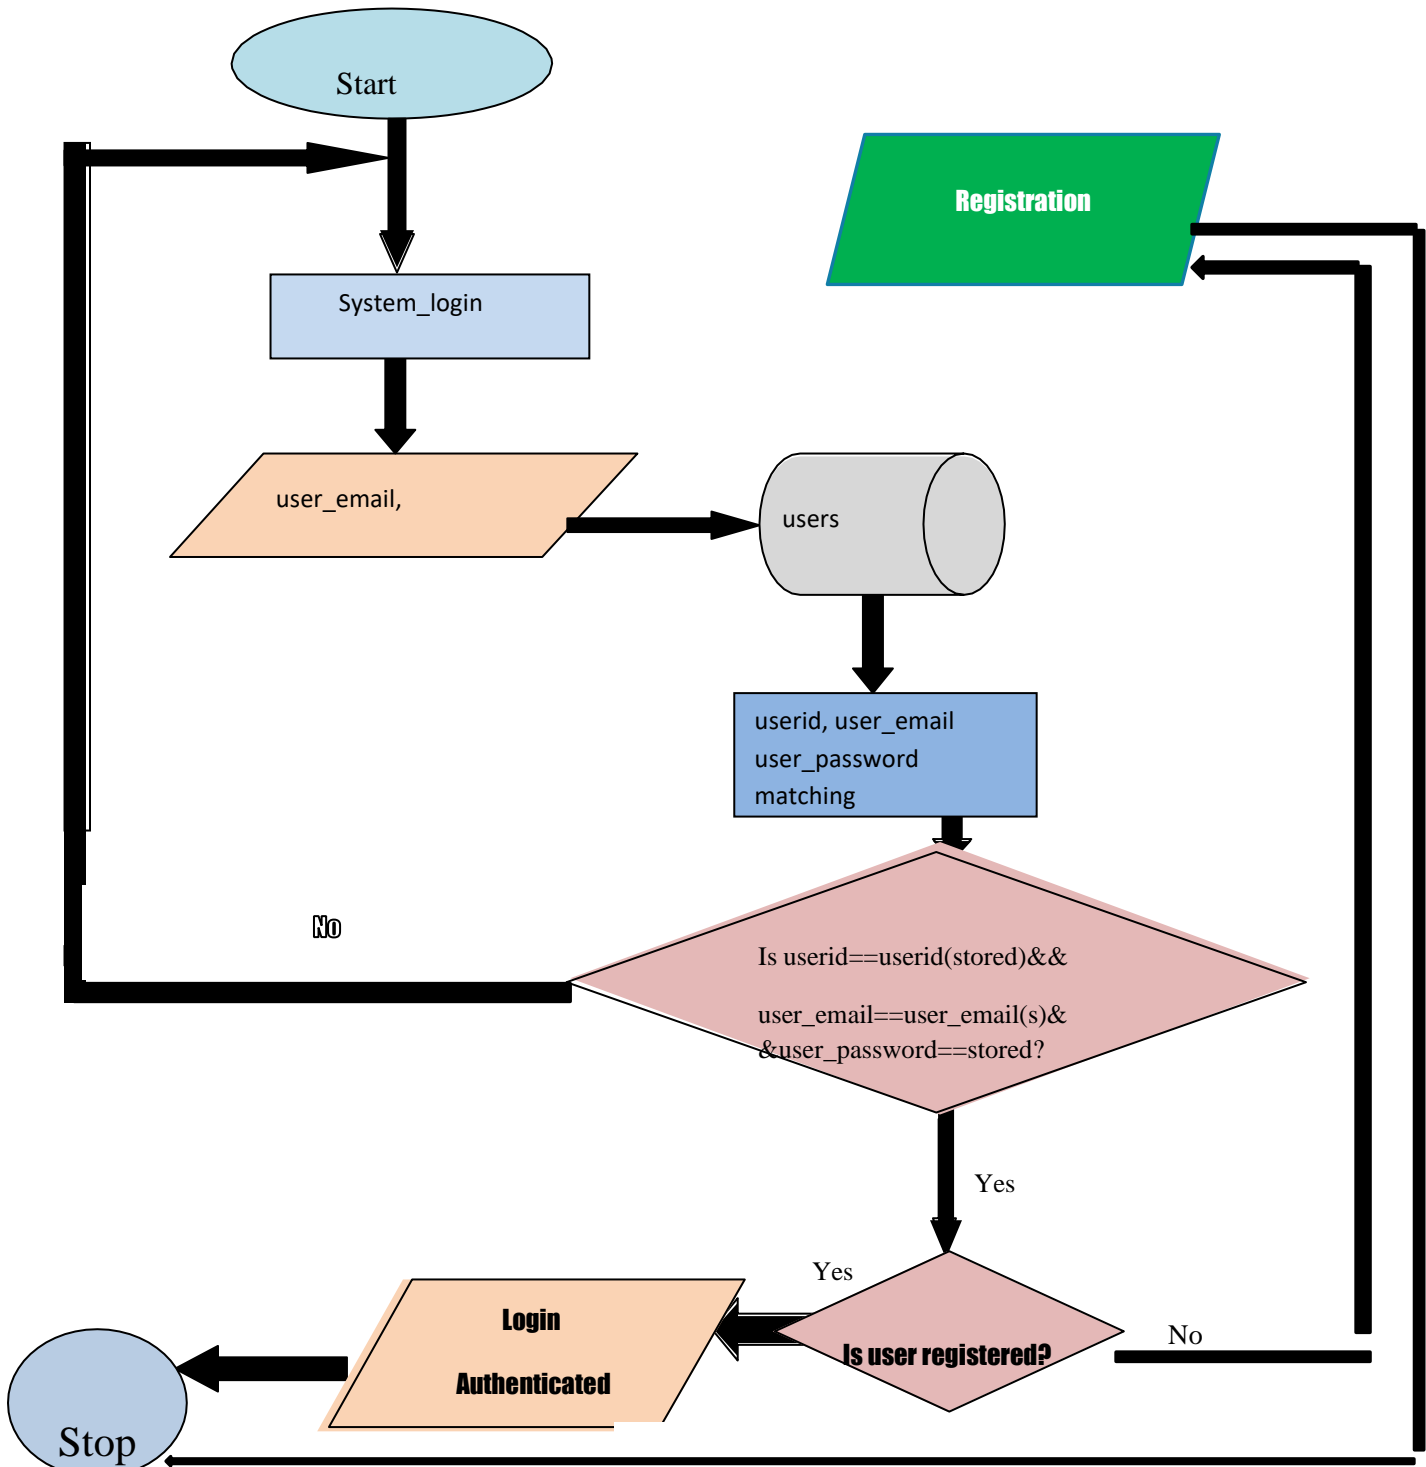 Start
Registration
System_login
user_email,
users
userid, user_email
user_password
matching
No
Is userid==userid(stored)&&
user_email==user_email(s)&
&user_password==stored?
Yes
Yes
Login
Authenticated
Is user registered?
No
Stop